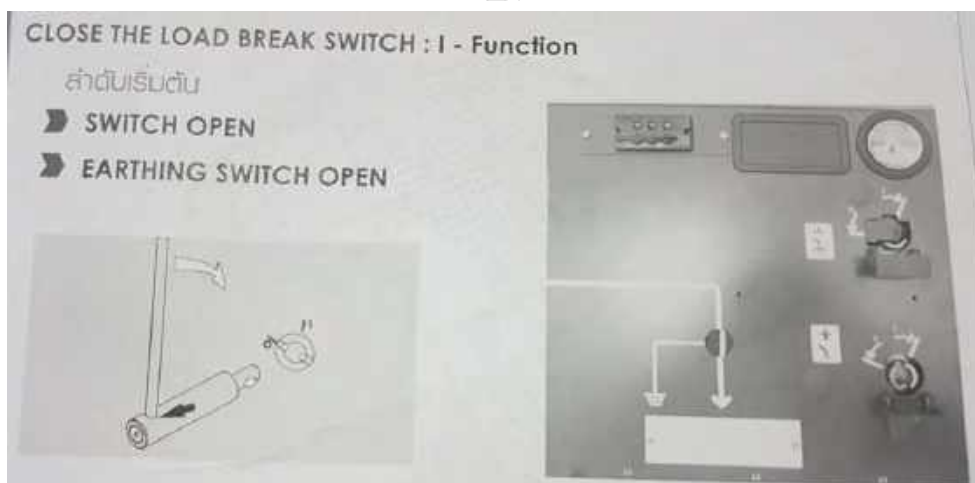 CLOSE THE LOAD BREAK SWITCH : I - Function
ลำดับเริ่มต้น
SWITCH OPEN
EARTHING SWITCH OPEN